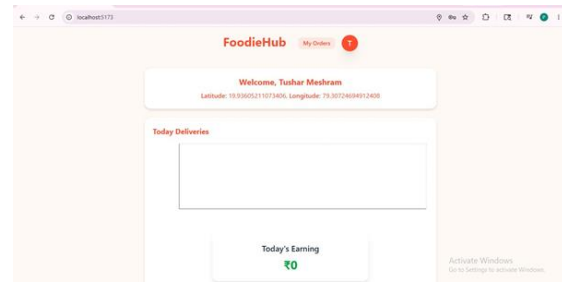 localhost:5173
FoodieHub
My Orders
T
Welcome, Tushar Meshram
Latitude: 19.93605211073406, Longitude: 79.30724694912408
Today Deliveries
Today's Earning
₹0
Activate Windows
Go to Settings to activate Windows.